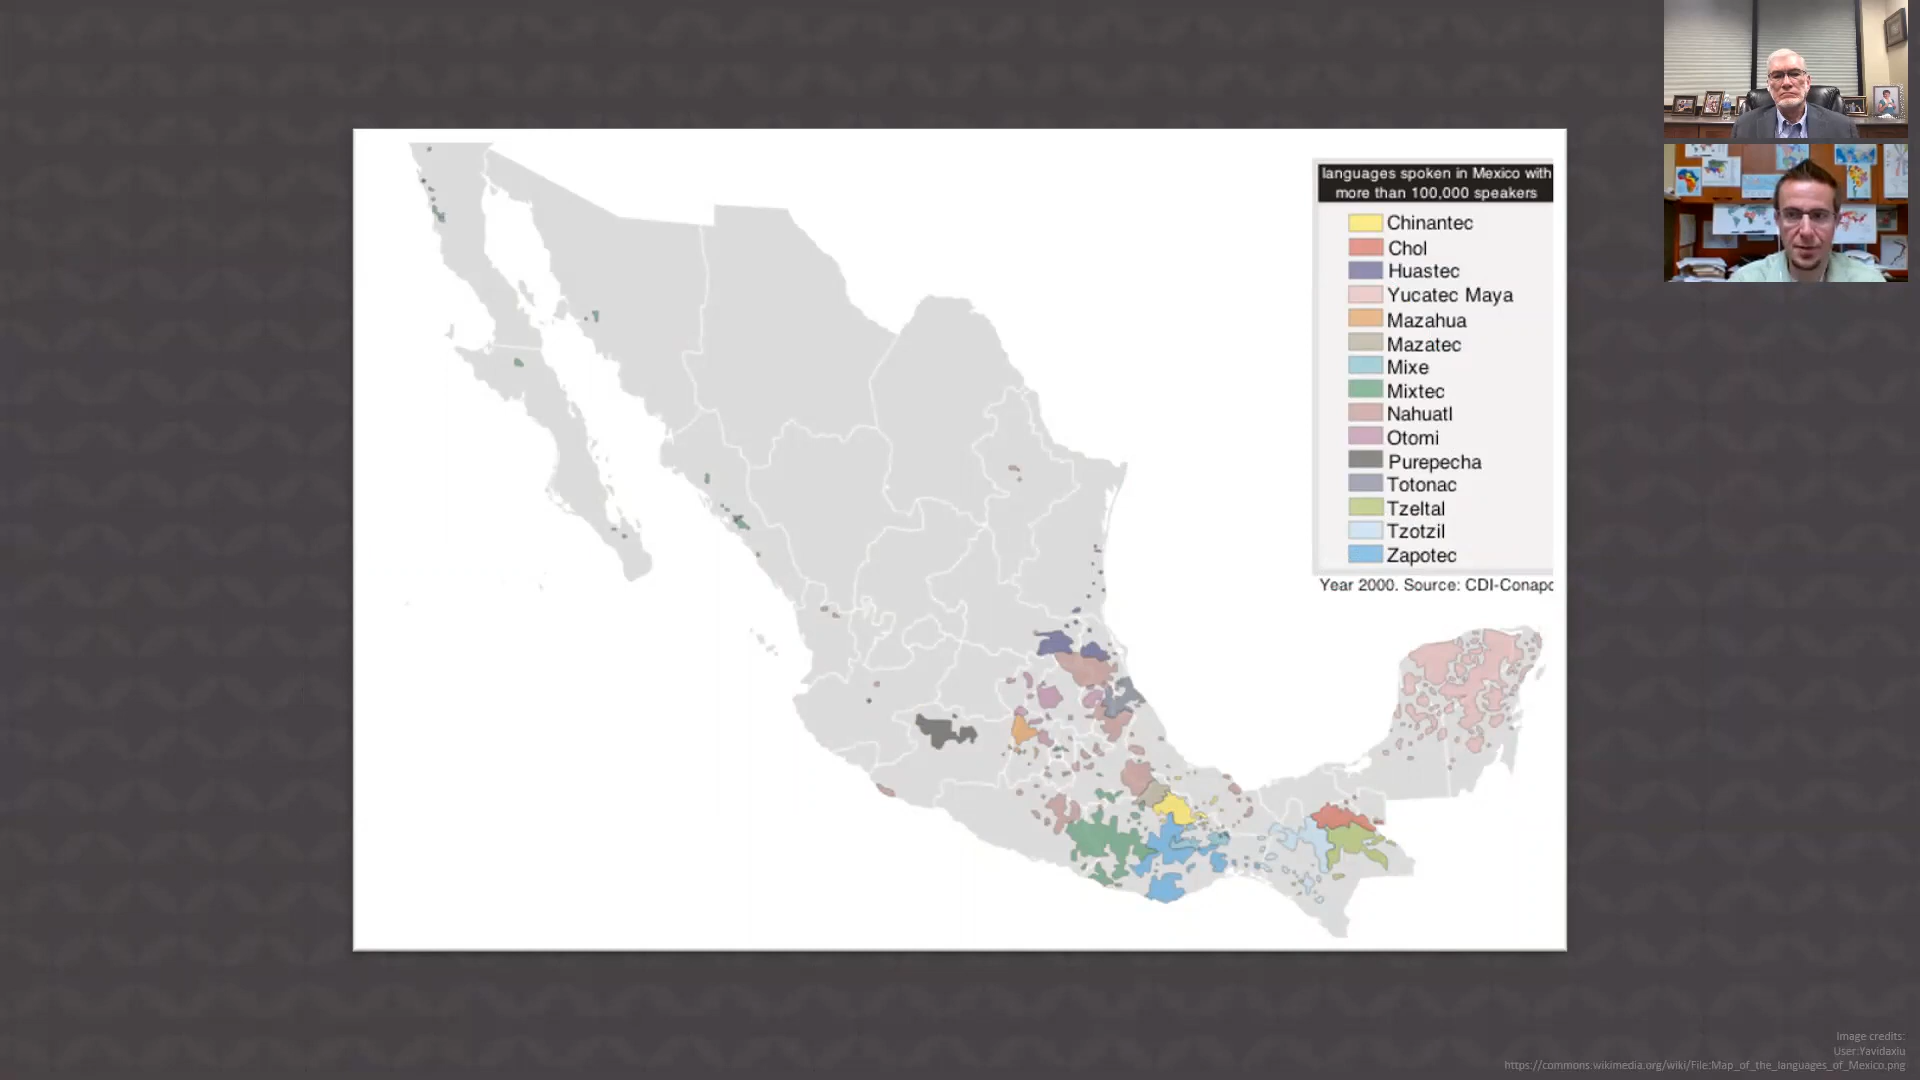 languages spoken in Mexico with
more than 100,000 speakers
Chinantec
Chol
Huastec
Yucatec Maya
Mazahua
Mazatec
Mixe
Mixtec
Nahuatl
Otomi
Purepecha
Totonac
Tzeltal
Tzotzil
Zapotec
Year 2000. Source: CDI-Conapo
Image credits:
User:Yavidaxiu
https://commons.wikimedia.org/wiki/File:Map_of_the_languages_of_Mexico.png